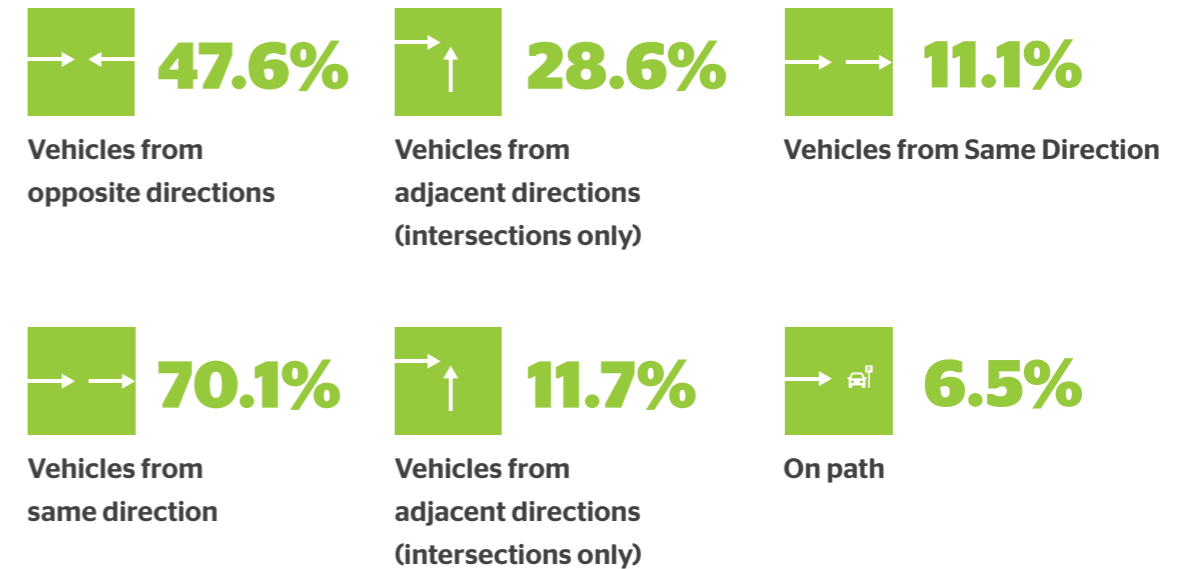 47.6% 28.6% 11.1%
Vehicles from
opposite directions
Vehicles from
adjacent directions
(intersections only)
Vehicles from Same Direction
70.1% 11.7% 6.5%
Vehicles from
same direction
Vehicles from
adjacent directions
(intersections only)
P
On path